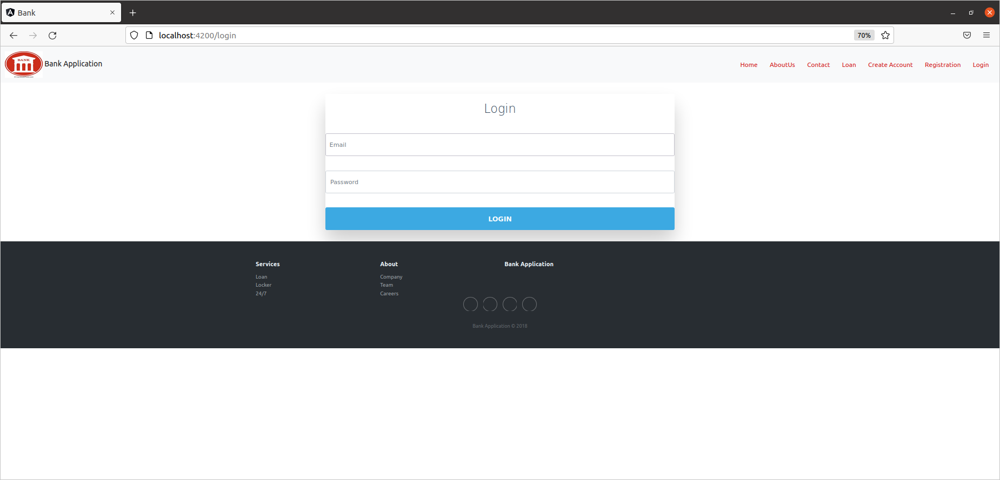 Bank
localhost:4200/login
70%
BANK
Bank Application
Home AboutUs Contact Loan Create Account Registration Login
Login
Email
Password
LOGIN
Services
Loan
Locker
24/7
About
Company
Team
Careers
Bank Application
Bank Application © 2018